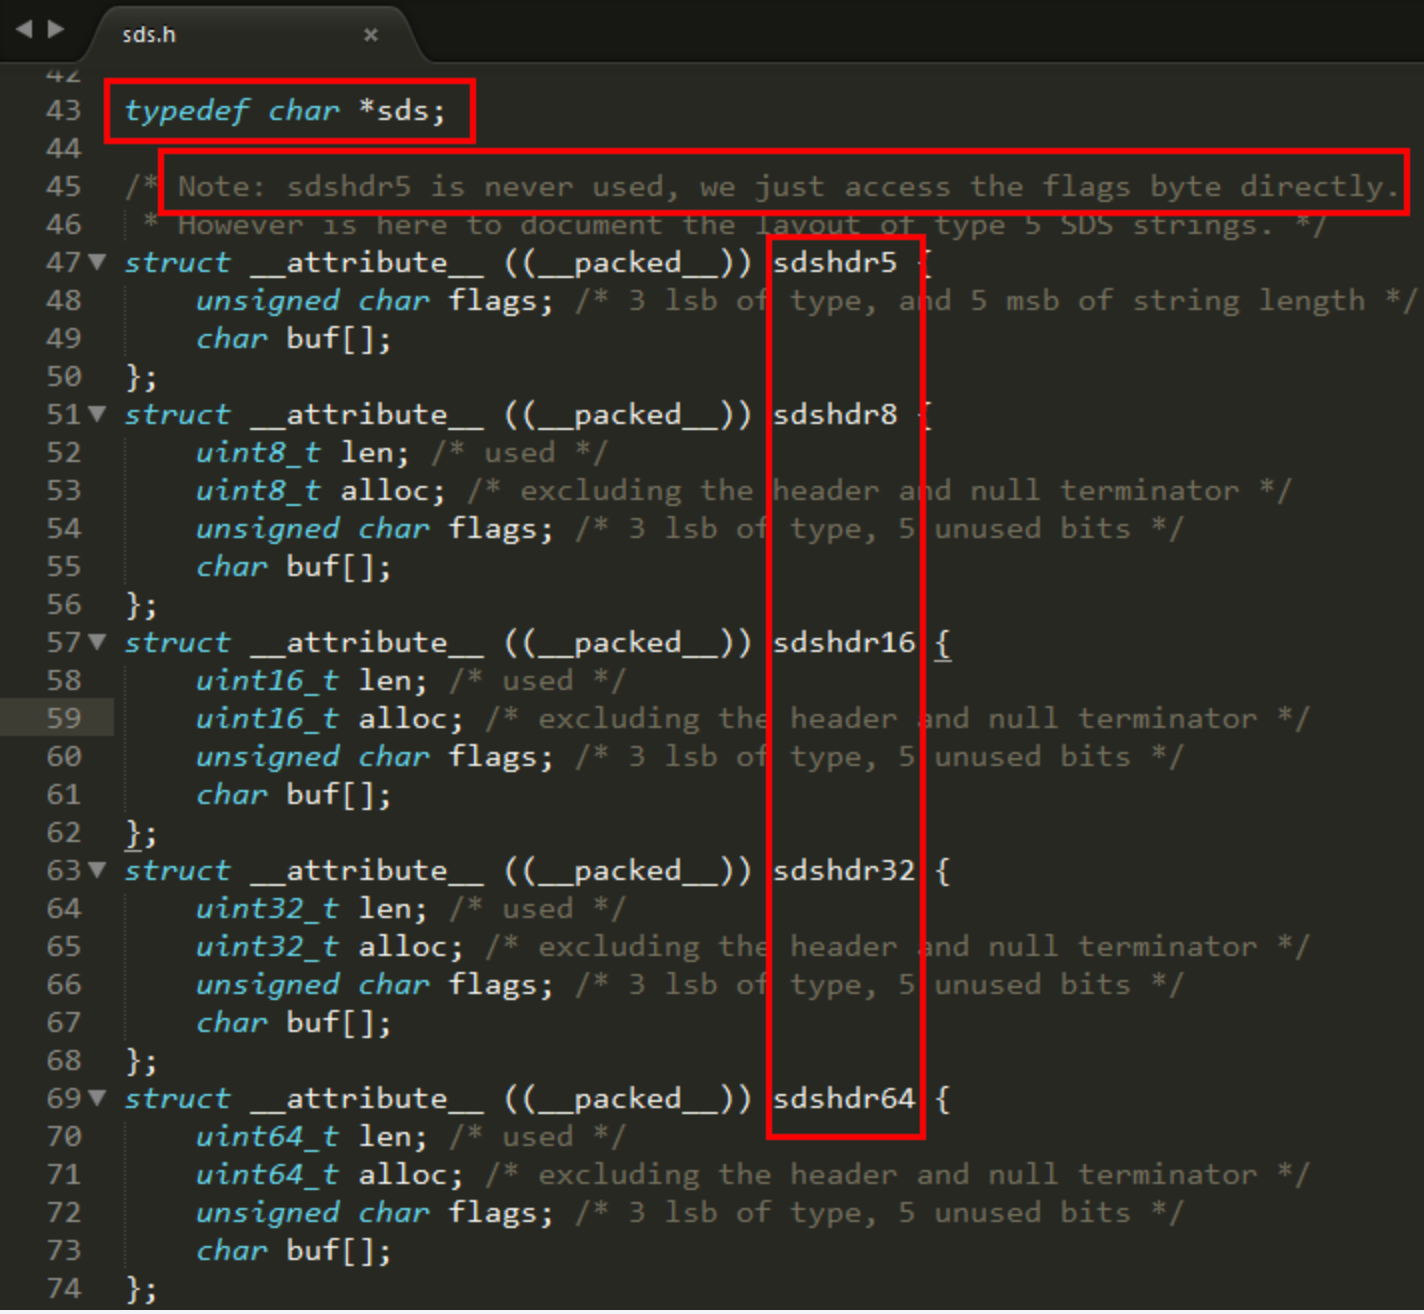 sds.h ×
42
43 typedef char *sds;
44
45 /* Note: sdshdr5 is never used, we just access the flags byte directly.
46  * However is here to document the layout of type 5 SDS strings. */
47 struct __attribute__ ((__packed__)) sdshdr5 {
48     unsigned char flags; /* 3 lsb of type, and 5 msb of string length */
49     char buf[];
50 };
51 struct __attribute__ ((__packed__)) sdshdr8 {
52     uint8_t len; /* used */
53     uint8_t alloc; /* excluding the header and null terminator */
54     unsigned char flags; /* 3 lsb of type, 5 unused bits */
55     char buf[];
56 };
57 struct __attribute__ ((__packed__)) sdshdr16 {
58     uint16_t len; /* used */
59     uint16_t alloc; /* excluding the header and null terminator */
60     unsigned char flags; /* 3 lsb of type, 5 unused bits */
61     char buf[];
62 };
63 struct __attribute__ ((__packed__)) sdshdr32 {
64     uint32_t len; /* used */
65     uint32_t alloc; /* excluding the header and null terminator */
66     unsigned char flags; /* 3 lsb of type, 5 unused bits */
67     char buf[];
68 };
69 struct __attribute__ ((__packed__)) sdshdr64 {
70     uint64_t len; /* used */
71     uint64_t alloc; /* excluding the header and null terminator */
72     unsigned char flags; /* 3 lsb of type, 5 unused bits */
73     char buf[];
74 };